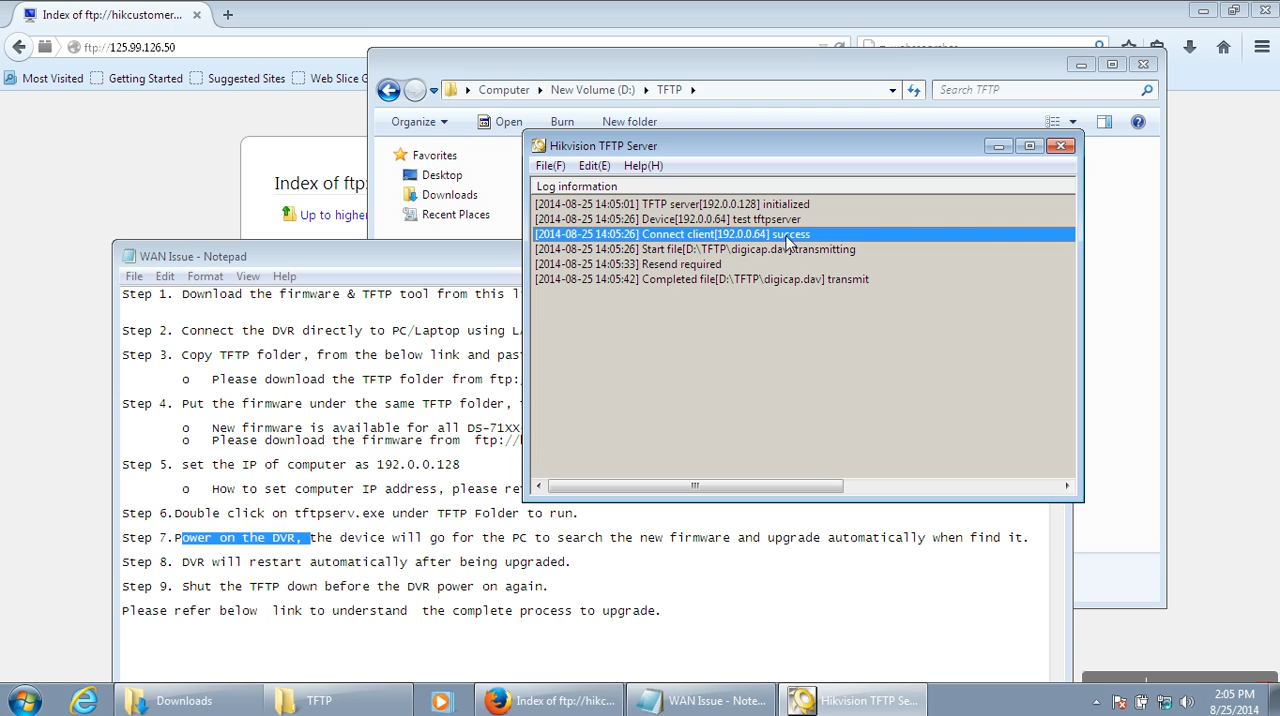 Index of ftp://hikcustomer...
ftp://125.99.126.50
Most Visited
Getting Started
Suggested Sites
Web Slice G
Computer
New Volume (D:)
TFTP
Search TFTP
Organize
Open
Burn
New folder
Favorites
Desktop
Downloads
Recent Places
Index of ftp:
Up to higher
Hikvision TFTP Server
File(F)
Edit(E)
Help(H)
Log information
[2014-08-25 14:05:01] TFTP server[192.0.0.128] initialized
[2014-08-25 14:05:26] Device[192.0.0.64] test tftpserver
[2014-08-25 14:05:26] Connect client[192.0.0.64] success
[2014-08-25 14:05:26] Start file[D:\TFTP\digicap.dav] transmitting
[2014-08-25 14:05:33] Resend required
[2014-08-25 14:05:42] Completed file[D:\TFTP\digicap.dav] transmit
WAN Issue - Notepad
File Edit Format View Help
Step 1. Download the firmware & TFTP tool from this
Step 2. Connect the DVR directly to PC/Laptop using
Step 3. Copy TFTP folder, from the below link and
o Please download the TFTP folder from ftp:
Step 4. Put the firmware under the same TFTP folder,
o New firmware is available for all DS-71XX
o Please download the firmware from ftp://
Step 5. set the IP of computer as 192.0.0.128
o How to set computer IP address, please
Step 6.Double click on tftpserv.exe under TFTP Folder to run.
Step 7.Power on the DVR, the device will go for the PC to search the new firmware and upgrade automatically when find it.
Step 8. DVR will restart automatically after being upgraded.
Step 9. Shut the TFTP down before the DVR power on again.
Please refer below link to understand the complete process to upgrade.
Downloads
TFTP
Index of ftp://hikc...
WAN Issue - Note...
Hikvision TFTP Se...
2:05 PM
8/25/2014